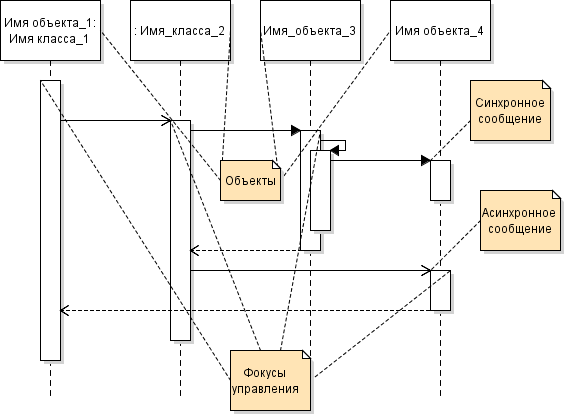 Имя объекта_1:
Имя класса_1
: Имя_класса_2
Имя_объекта_3
Имя объекта_4
Синхронное
сообщение
Объекты
Асинхронное
сообщение
Фокусы
управления